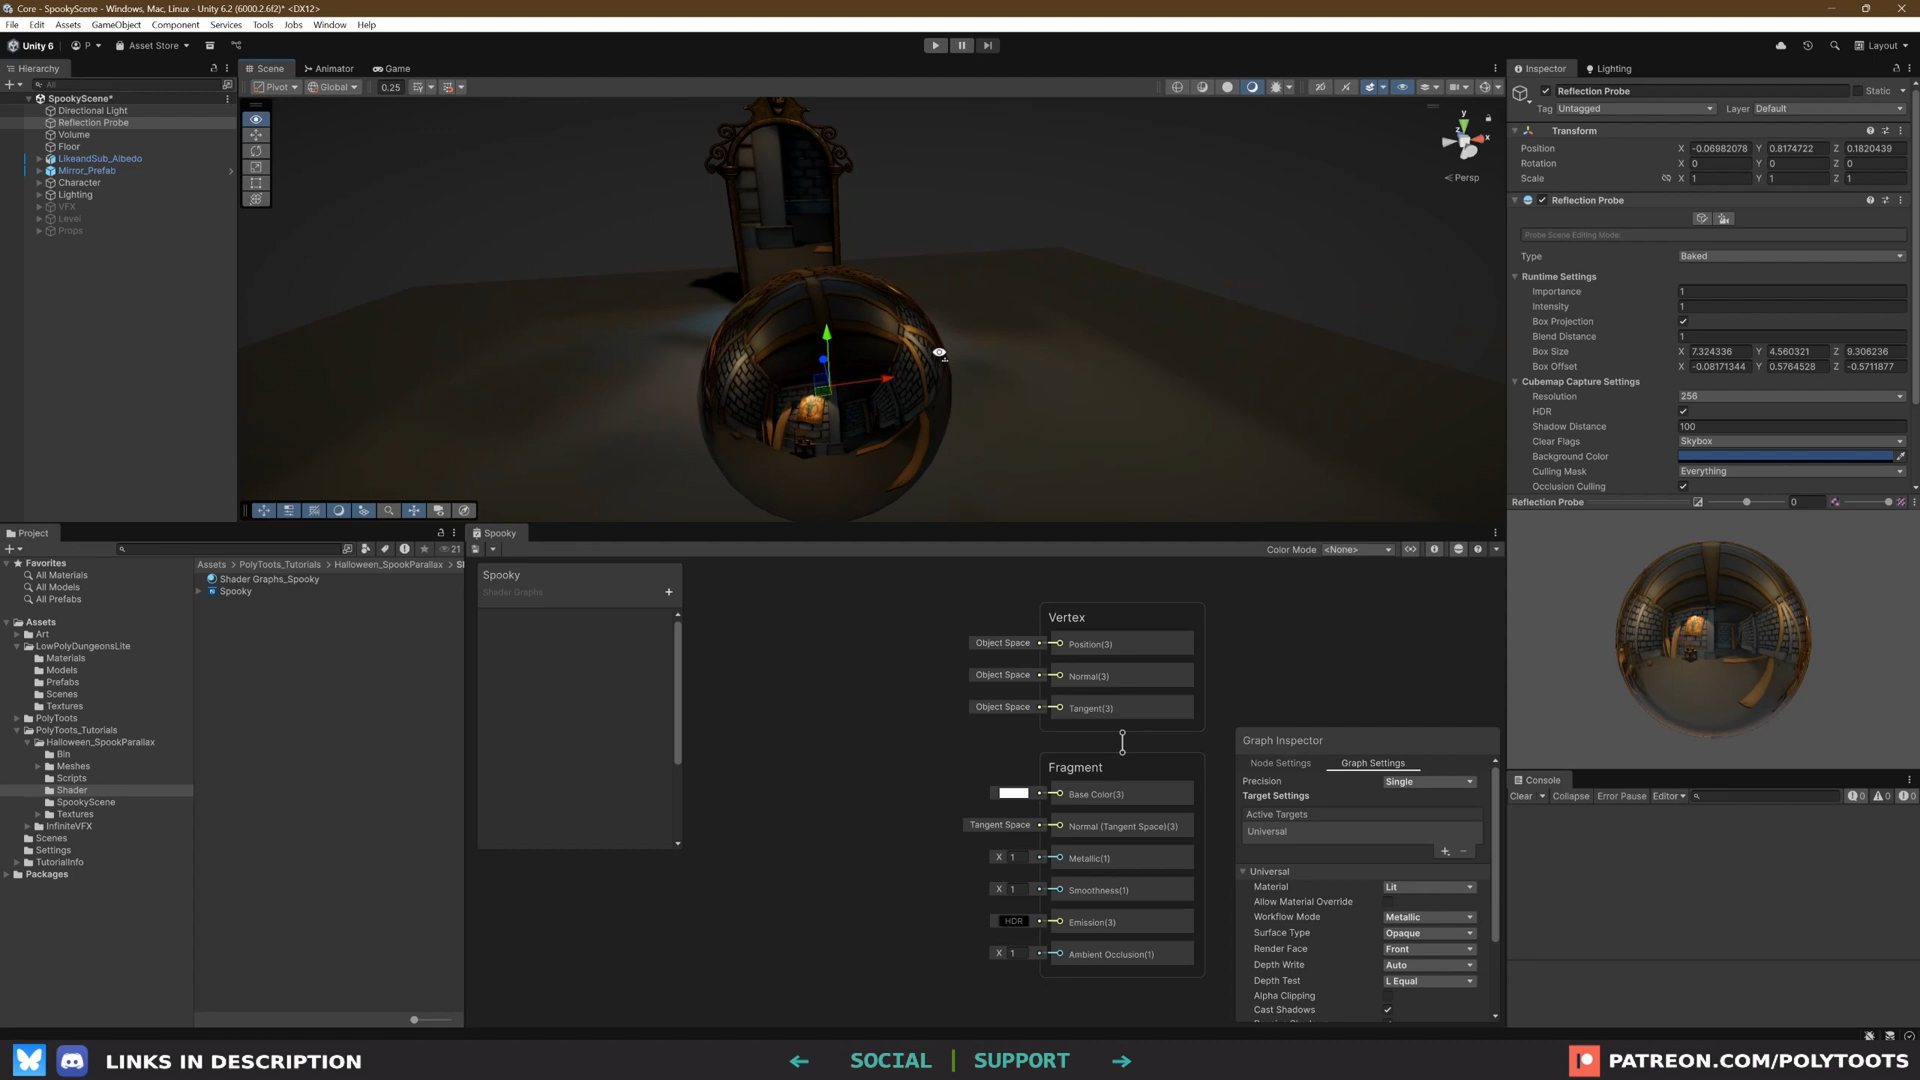 Core - SpookyScene - Windows, Mac, Linux - Unity 6.2 (6000.2.6f2)* <DX12>
File Edit Assets GameObject Component Services Tools Jobs Window Help
Unity 6 P Asset Store Layout
Hierarchy
All
SpookyScene*
Directional Light
Reflection Probe
Volume
Floor
LikeandSub_Albedo
Mirror_Prefab
Character
Lighting
VFX
Level
Props
Scene Animator Game
Pivot Global 0.25
y
x
z
Persp
Inspector Lighting
Reflection Probe Static
Tag Untagged Layer Default
Transform
Position X -0.06982078 Y 0.8174722 Z 0.1820439
Rotation X 0 Y 0 Z 0
Scale X 1 Y 1 Z 1
Reflection Probe
Probe Scene Editing Mode:
Type Baked
Runtime Settings
Importance 1
Intensity 1
Box Projection
Blend Distance 1
Box Size X 7.324336 Y 4.560321 Z 9.306236
Box Offset X -0.08171344 Y 0.5764528 Z -0.5711877
Cubemap Capture Settings
Resolution 256
HDR
Shadow Distance 100
Clear Flags Skybox
Background Color
Culling Mask Everything
Occlusion Culling
Reflection Probe 0
Project
21
Favorites
All Materials
All Models
All Prefabs
Assets
Art
LowPolyDungeonsLite
Materials
Models
Prefabs
Scenes
Textures
PolyToots
PolyToots_Tutorials
Halloween_SpookParallax
Bin
Meshes
Scripts
Shader
SpookyScene
Textures
InfiniteVFX
Scenes
Settings
TutorialInfo
Packages
Assets PolyToots_Tutorials Halloween_SpookParallax
Shader Graphs_Spooky
Spooky
Spooky
Color Mode <None>
Spooky
Shader Graphs
Vertex
Object Space Position(3)
Object Space Normal(3)
Object Space Tangent(3)
Fragment
Base Color(3)
Tangent Space Normal (Tangent Space)(3)
X 1 Metallic(1)
X 1 Smoothness(1)
HDR Emission(3)
X 1 Ambient Occlusion(1)
Graph Inspector
Node Settings Graph Settings
Precision Single
Target Settings
Active Targets
Universal
Universal
Material Lit
Allow Material Override
Workflow Mode Metallic
Surface Type Opaque
Render Face Front
Depth Write Auto
Depth Test L Equal
Alpha Clipping
Cast Shadows
Console
Clear Collapse Error Pause Editor 0 0 0
LINKS IN DESCRIPTION
← SOCIAL | SUPPORT →
PATREON.COM/POLYTOOTS